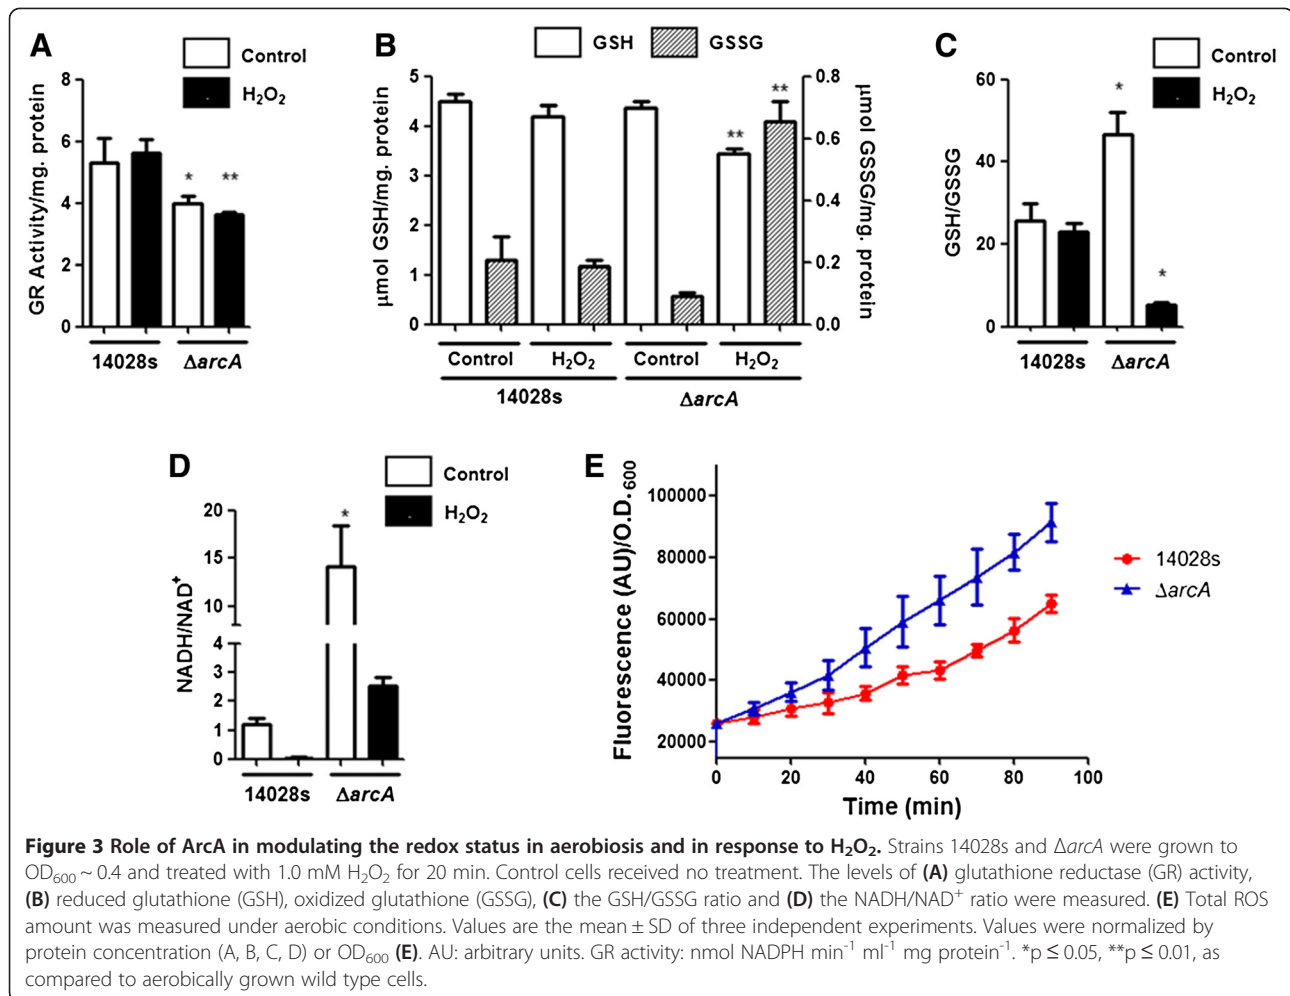 A
Control
H2O2
GR Activity/mg. protein
8
6
4
2
0
*
**
14028s
ΔarcA
B
GSH
GSSG
µmol GSH/mg. protein
5
4
3
2
1
0
**
**
0.8
0.6
0.4
0.2
0.0
µmol GSSG/mg. protein
Control
H2O2
Control
H2O2
14028s
ΔarcA
C
Control
H2O2
GSH/GSSG
60
40
20
0
*
*
14028s
ΔarcA
D
Control
H2O2
NADH/NAD+
20
15
10
4
3
2
1
0
*
14028s
ΔarcA
E
Fluorescence (AU)/O.D.600
100000
80000
60000
40000
20000
0
20
40
60
80
100
Time (min)
14028s
ΔarcA
Figure 3 Role of ArcA in modulating the redox status in aerobiosis and in response to H2O2. Strains 14028s and ΔarcA were grown to
OD600 ~ 0.4 and treated with 1.0 mM H2O2 for 20 min. Control cells received no treatment. The levels of (A) glutathione reductase (GR) activity,
(B) reduced glutathione (GSH), oxidized glutathione (GSSG), (C) the GSH/GSSG ratio and (D) the NADH/NAD+ ratio were measured. (E) Total ROS
amount was measured under aerobic conditions. Values are the mean ± SD of three independent experiments. Values were normalized by
protein concentration (A, B, C, D) or OD600 (E). AU: arbitrary units. GR activity: nmol NADPH min-1 ml-1 mg protein-1. *p ≤ 0.05, **p ≤ 0.01, as
compared to aerobically grown wild type cells.